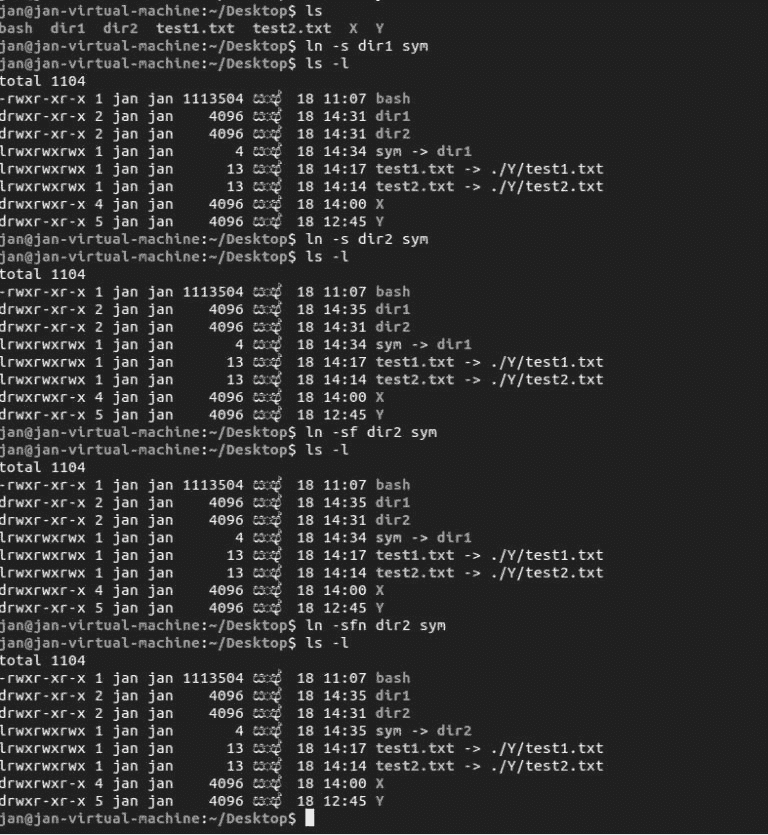 jan@jan-virtual-machine:~/Desktop$ ls
bash dir1 dir2 test1.txt test2.txt X Y
jan@jan-virtual-machine:~/Desktop$ ln -s dir1 sym
jan@jan-virtual-machine:~/Desktop$ ls -l
total 1104
-rwxr-xr-x 1 jan jan 1113504 18 11:07 bash
drwxr-xr-x 2 jan jan 4096 18 14:31 dir1
drwxr-xr-x 2 jan jan 4096 18 14:31 dir2
lrwxrwxrwx 1 jan jan 4 18 14:34 sym -> dir1
lrwxrwxrwx 1 jan jan 13 18 14:17 test1.txt -> ./Y/test1.txt
lrwxrwxrwx 1 jan jan 13 18 14:14 test2.txt -> ./Y/test2.txt
drwxr-xr-x 4 jan jan 4096 18 14:00 X
drwxr-xr-x 5 jan jan 4096 18 12:45 Y
jan@jan-virtual-machine:~/Desktop$ ln -s dir2 sym
jan@jan-virtual-machine:~/Desktop$ ls -l
total 1104
-rwxr-xr-x 1 jan jan 1113504 18 11:07 bash
drwxr-xr-x 2 jan jan 4096 18 14:35 dir1
drwxr-xr-x 2 jan jan 4096 18 14:31 dir2
lrwxrwxrwx 1 jan jan 4 18 14:34 sym -> dir1
lrwxrwxrwx 1 jan jan 13 18 14:17 test1.txt -> ./Y/test1.txt
lrwxrwxrwx 1 jan jan 13 18 14:14 test2.txt -> ./Y/test2.txt
drwxr-xr-x 4 jan jan 4096 18 14:00 X
drwxr-xr-x 5 jan jan 4096 18 12:45 Y
jan@jan-virtual-machine:~/Desktop$ ln -sf dir2 sym
jan@jan-virtual-machine:~/Desktop$ ls -l
total 1104
-rwxr-xr-x 1 jan jan 1113504 18 11:07 bash
drwxr-xr-x 2 jan jan 4096 18 14:35 dir1
drwxr-xr-x 2 jan jan 4096 18 14:31 dir2
lrwxrwxrwx 1 jan jan 4 18 14:34 sym -> dir1
lrwxrwxrwx 1 jan jan 13 18 14:17 test1.txt -> ./Y/test1.txt
lrwxrwxrwx 1 jan jan 13 18 14:14 test2.txt -> ./Y/test2.txt
drwxr-xr-x 4 jan jan 4096 18 14:00 X
drwxr-xr-x 5 jan jan 4096 18 12:45 Y
jan@jan-virtual-machine:~/Desktop$ ln -sfn dir2 sym
jan@jan-virtual-machine:~/Desktop$ ls -l
total 1104
-rwxr-xr-x 1 jan jan 1113504 18 11:07 bash
drwxr-xr-x 2 jan jan 4096 18 14:35 dir1
drwxr-xr-x 2 jan jan 4096 18 14:31 dir2
lrwxrwxrwx 1 jan jan 4 18 14:35 sym -> dir2
lrwxrwxrwx 1 jan jan 13 18 14:17 test1.txt -> ./Y/test1.txt
lrwxrwxrwx 1 jan jan 13 18 14:14 test2.txt -> ./Y/test2.txt
drwxr-xr-x 4 jan jan 4096 18 14:00 X
drwxr-xr-x 5 jan jan 4096 18 12:45 Y
jan@jan-virtual-machine:~/Desktop$